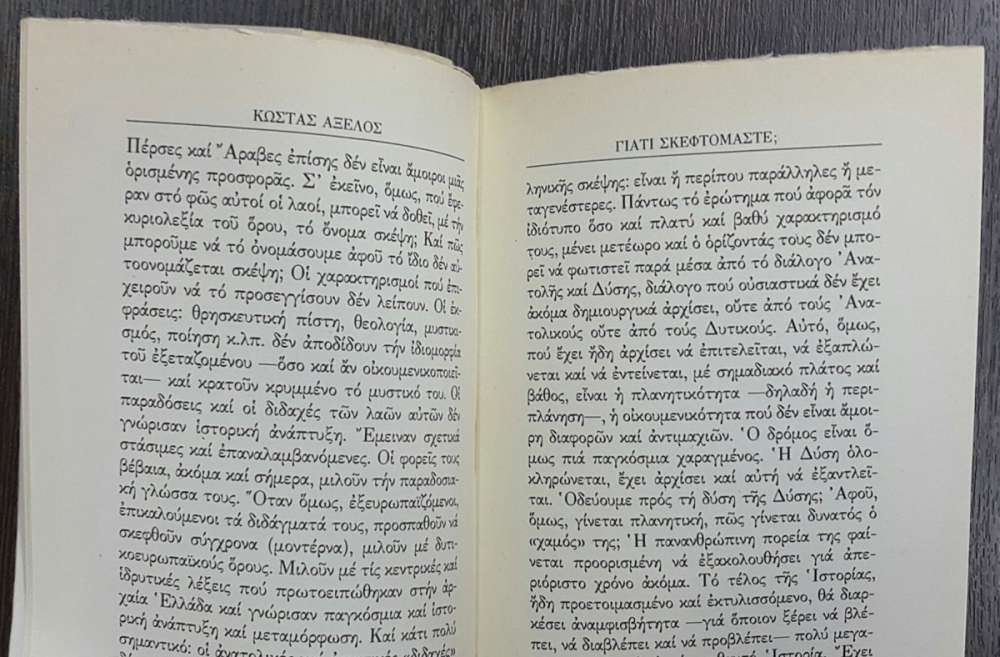 ΚΩΣΤΑΣ ΑΞΕΛΟΣ
Πέρσες καί Ἄραβες ἐπίσης δέν εἶναι ἄμοιροι μιᾶς
ὁρισμένης προσφορᾶς. Σ' ἐκεῖνο, ὅμως, πού ἔφε-
ραν στό φῶς αὐτοί οἱ λαοί, μπορεῖ νά δοθεῖ, μέ τήν
κυριολεξία τοῦ ὅρου, τό ὄνομα σκέψη; Καί πῶς
μποροῦμε νά τό ὀνομάσουμε ἀφοῦ τό ἴδιο δέν αὐ-
τοονομάζεται σκέψη; Οἱ χαρακτηρισμοί πού ἐπι-
χειροῦν νά τό προσεγγίσουν δέν λείπουν. Οἱ ἐκ-
φράσεις: θρησκευτική πίστη, θεολογία, μυστικι-
σμός, ποίηση κ.λπ. δέν ἀποδίδουν τήν ἰδιομορφία
τοῦ ἐξεταζομένου —ὅσο καί ἄν οἰκουμενικοποιεῖ-
ται— καί κρατοῦν κρυμμένο τό μυστικό του. Οἱ
παραδόσεις καί οἱ διδαχές τῶν λαῶν αὐτῶν δέν
γνώρισαν ἱστορική ἀνάπτυξη. Ἔμειναν σχετικά
στάσιμες καί ἐπαναλαμβανόμενες. Οἱ φορεῖς τους
βέβαια, ἀκόμα καί σήμερα, μιλοῦν τήν παραδοσια-
κή γλώσσα τους. Ὅταν ὅμως, ἐξευρωπαϊζόμενοι,
ἐπικαλούμενοι τά διδάγματά τους, προσπαθοῦν νά
σκεφθοῦν σύγχρονα (μοντέρνα), μιλοῦν μέ δυτι-
κοευρωπαϊκούς ὅρους. Μιλοῦν μέ τίς κεντρικές καί
ἱδρυτικές λέξεις πού πρωτοειπώθηκαν στήν ἀρ-
χαία Ἑλλάδα καί γνώρισαν παγκόσμια καί ἱστο-
ρική ἀνάπτυξη καί μεταμόρφωση. Καί κάτι πολύ
σημαντικό: οἱ ἀνατολικές «διδαχές»
ΓΙΑΤΙ ΣΚΕΦΤΟΜΑΣΤΕ;
ληνικῆς σκέψης: εἶναι ἤ περίπου παράλληλες ἤ με-
ταγενέστερες. Πάντως τό ἐρώτημα πού ἀφορᾶ τόν
ἰδιότυπο ὅσο καί πλατύ καί βαθύ χαρακτηρισμό
τους, μένει μετέωρο καί ὁ ὁρίζοντάς τους δέν μπο-
ρεῖ νά φωτιστεῖ παρά μέσα ἀπό τό διάλογο Ἀνα-
τολῆς καί Δύσης, διάλογο πού οὐσιαστικά δέν ἔχει
ἀκόμα δημιουργικά ἀρχίσει, οὔτε ἀπό τούς Ἀνα-
τολικούς οὔτε ἀπό τούς Δυτικούς. Αὐτό, ὅμως,
πού ἔχει ἤδη ἀρχίσει νά ἐπιτελεῖται, νά ἐξαπλώ-
νεται καί νά ἐντείνεται, μέ σημαδιακό πλάτος καί
βάθος, εἶναι ἡ πλανητικότητα —δηλαδή ἡ περι-
πλάνηση—, ἡ οἰκουμενικότητα πού δέν εἶναι ἄμοι-
ρη διαφορῶν καί ἀντιμαχιῶν. Ὁ δρόμος εἶναι ὅ-
μως πιά παγκόσμια χαραγμένος. Ἡ Δύση ὁλο-
κληρώνεται, ἔχει ἀρχίσει καί αὐτή νά ἐξαντλεῖ-
ται. Ὁδεύουμε πρός τή δύση τῆς Δύσης; Ἀφοῦ,
ὅμως, γίνεται πλανητική, πῶς γίνεται δυνατός ὁ
«χαμός» της; Ἡ πανανθρώπινη πορεία της φαί-
νεται προορισμένη νά ἐξακολουθήσει γιά ἀπε-
ριόριστο χρόνο ἀκόμα. Τό τέλος τῆς Ἱστορίας,
ἤδη προετοιμασμένο καί ἐκτυλισσόμενο, θά διαρ-
κέσει ἀναμφισβήτητα —γιά ὅποιον ξέρει νά βλέ-
πει, νά διαβλέπει καί νά προβλέπει— πολύ μεγα-
Ἱστορία. Ἔχει